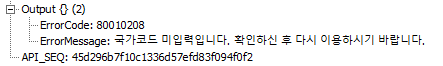 Output {} (2)
ErrorCode: 80010208
ErrorMessage: 국가코드 미입력입니다. 확인하신 후 다시 이용하시기 바랍니다.
API_SEQ: 45d296b7f10c1336d57efd83f094f0f2